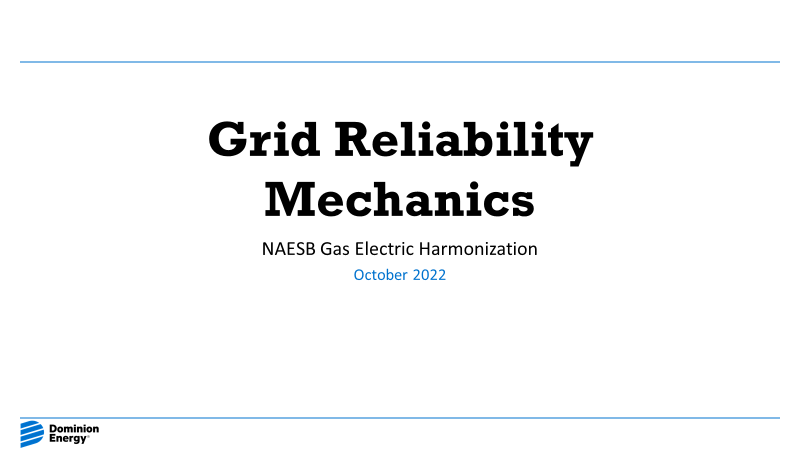 Grid Reliability
Mechanics
NAESB Gas Electric Harmonization
October 2022
Dominion
Energy